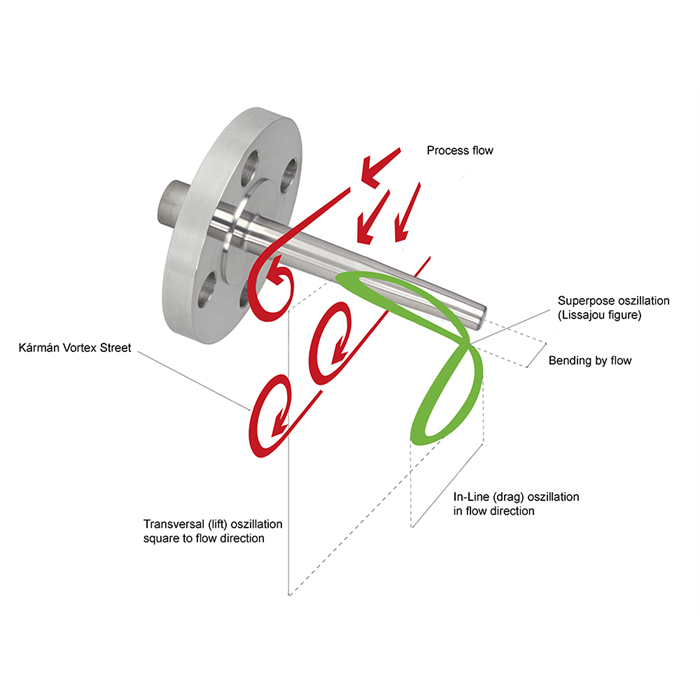 Process flow
Superpose oszillation
(Lissajou figure)
Kármán Vortex Street
Bending by flow
In-Line (drag) oszillation
in flow direction
Transversal (lift) oszillation
square to flow direction